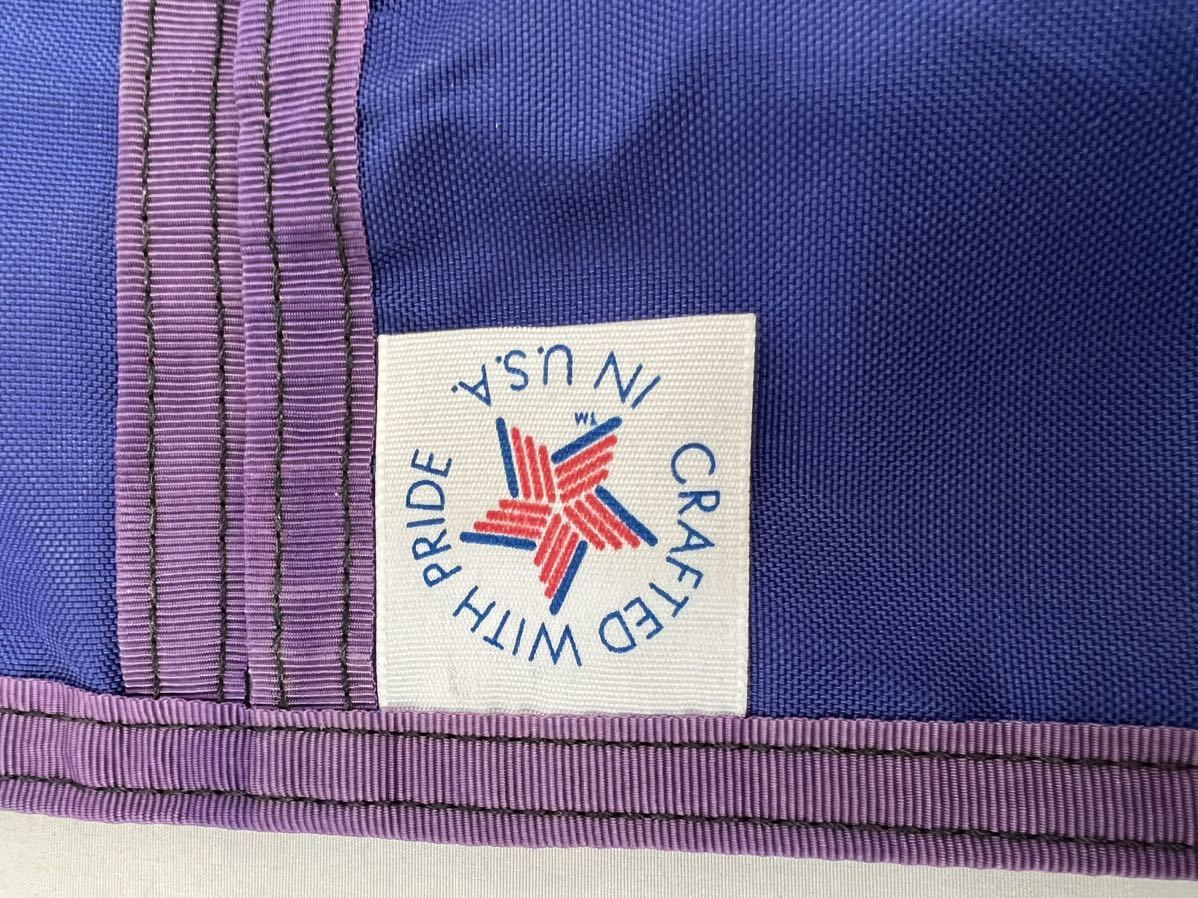 CRAFTED WITH PRIDE
IN U.S.A.
TM